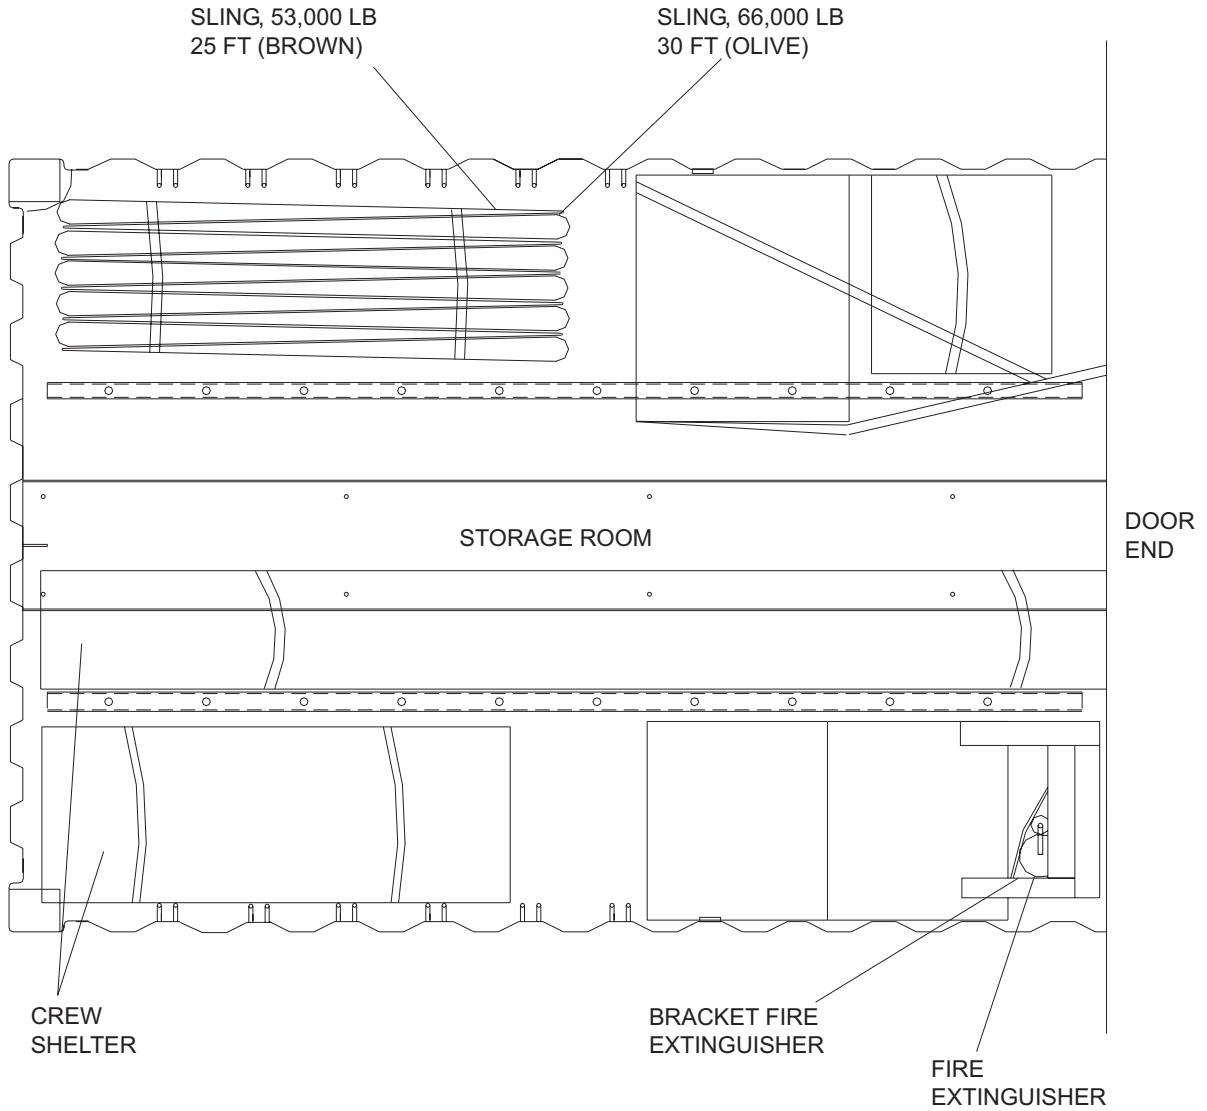 SLING, 53,000 LB
25 FT (BROWN)
SLING, 66,000 LB
30 FT (OLIVE)
STORAGE ROOM
DOOR
END
CREW
SHELTER
BRACKET FIRE
EXTINGUISHER
FIRE
EXTINGUISHER